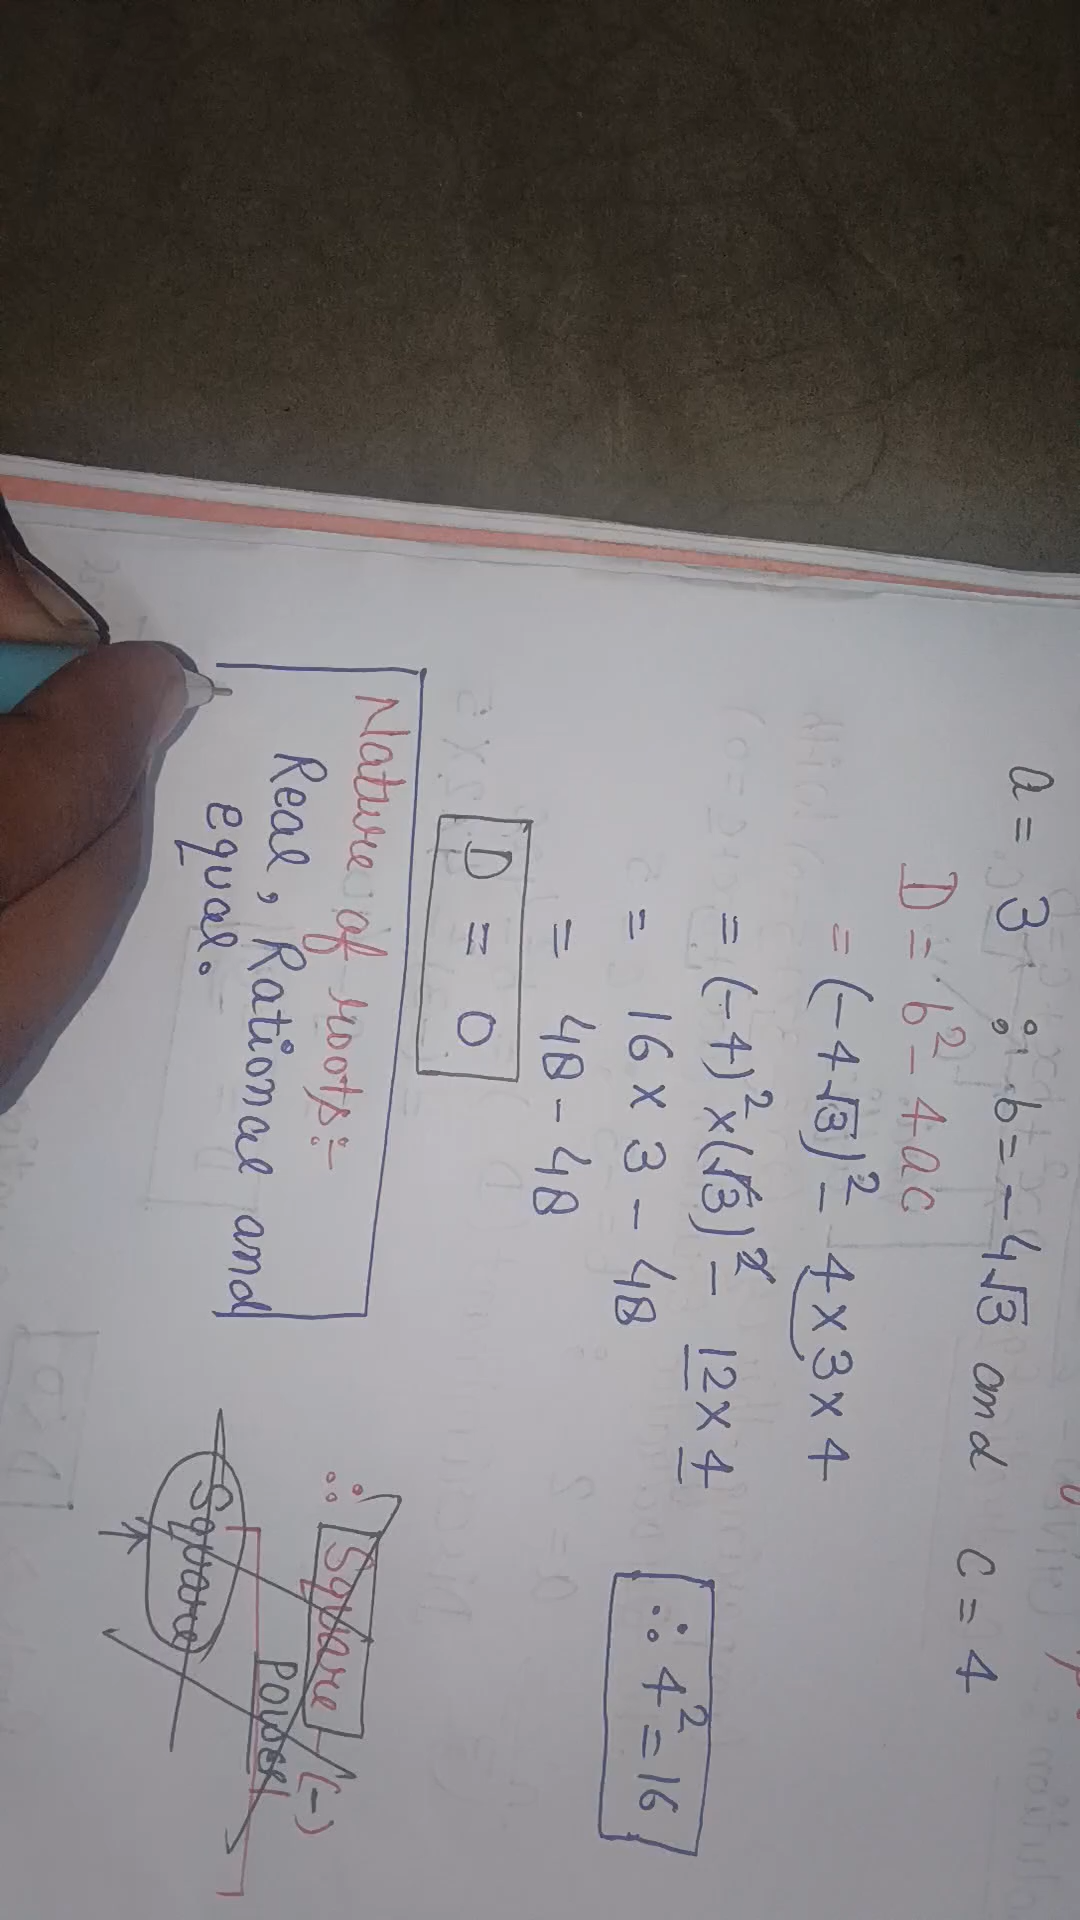 a = 3 ; b = -4√3 and c = 4
D = b² - 4ac
= (-4√3)² - 4 × 3 × 4
= (-4)² × (√3)² - 12 × 4
∴ 4² = 16
= 16 × 3 - 48
= 48 - 48
D = 0
Nature of roots:-
Real, Rational and
equal.
∴ Square (-)
Power
Square